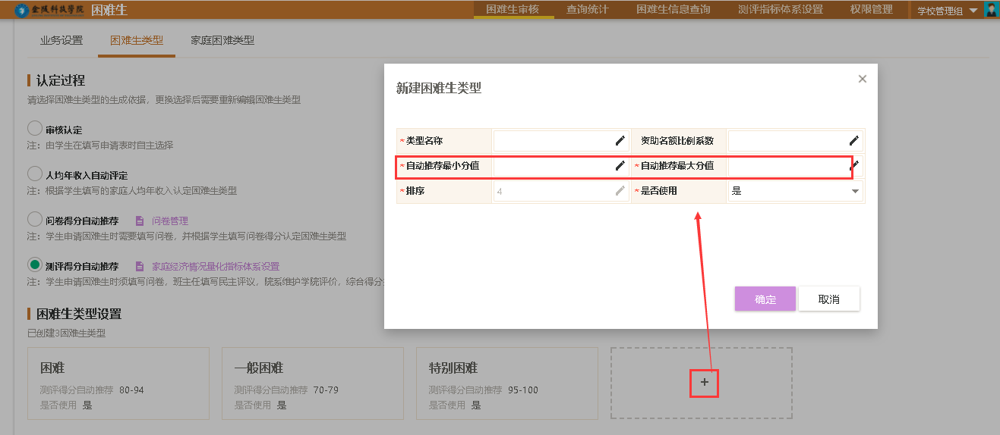 金陵科技学院 困难生 困难生审核 查询统计 困难生信息查询 测评指标体系设置 权限管理 学校管理组
业务设置 困难生类型 家庭困难类型
认定过程
请选择困难生类型的生成依据，更换选择后需要重新编辑困难生类型
审核认定
注：由学生在填写申请表时自主选择
人均年收入自动评定
注：根据学生填写的家庭人均年收入认定困难生类型
问卷得分自动推荐 问卷管理
注：学生申请困难生时需要填写问卷，并根据学生填写问卷得分认定困难生类型
测评得分自动推荐 家庭经济情况量化指标体系设置
注：学生申请困难生时须填写问卷，班主任填写民主评议，院系维护学院评价，综合得分
困难生类型设置
已创建3困难生类型
困难
测评得分自动推荐 80-94
是否使用 是
一般困难
测评得分自动推荐 70-79
是否使用 是
特别困难
测评得分自动推荐 95-100
是否使用 是
+
新建困难生类型 ×
*类型名称 资助名额比例系数
*自动推荐最小分值 *自动推荐最大分值
*排序 4 *是否使用 是
确定 取消